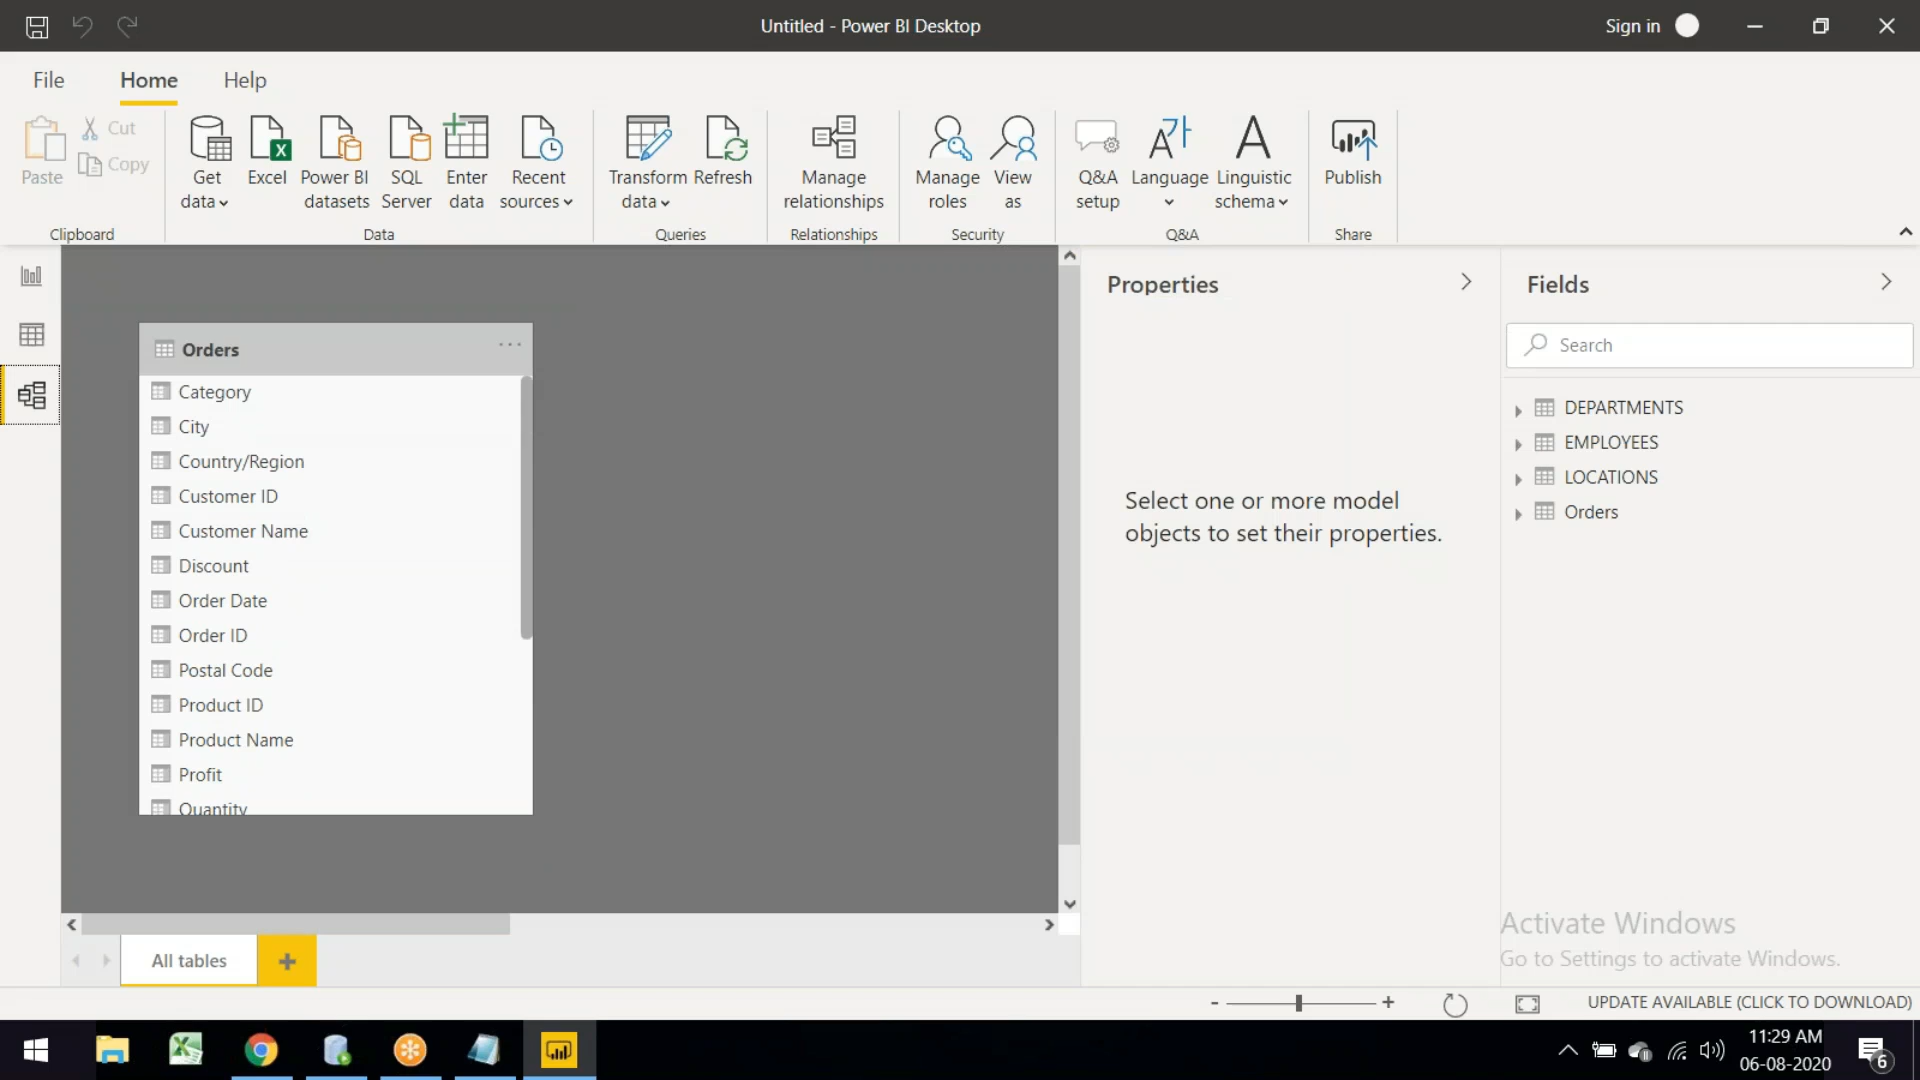 Untitled - Power BI Desktop
Sign in
File
Home
Help
Paste
Cut
Copy
Clipboard
Get data
Excel
Power BI datasets
SQL Server
Enter data
Recent sources
Data
Transform data
Refresh
Queries
Manage relationships
Relationships
Manage roles
View as
Security
Q&A setup
Language
Linguistic schema
Q&A
Publish
Share
Orders
...
Category
City
Country/Region
Customer ID
Customer Name
Discount
Order Date
Order ID
Postal Code
Product ID
Product Name
Profit
Quantity
All tables
+
Properties
Select one or more model
objects to set their properties.
Fields
Search
DEPARTMENTS
EMPLOYEES
LOCATIONS
Orders
Activate Windows
Go to Settings to activate Windows.
- +
UPDATE AVAILABLE (CLICK TO DOWNLOAD)
11:29 AM
06-08-2020
6